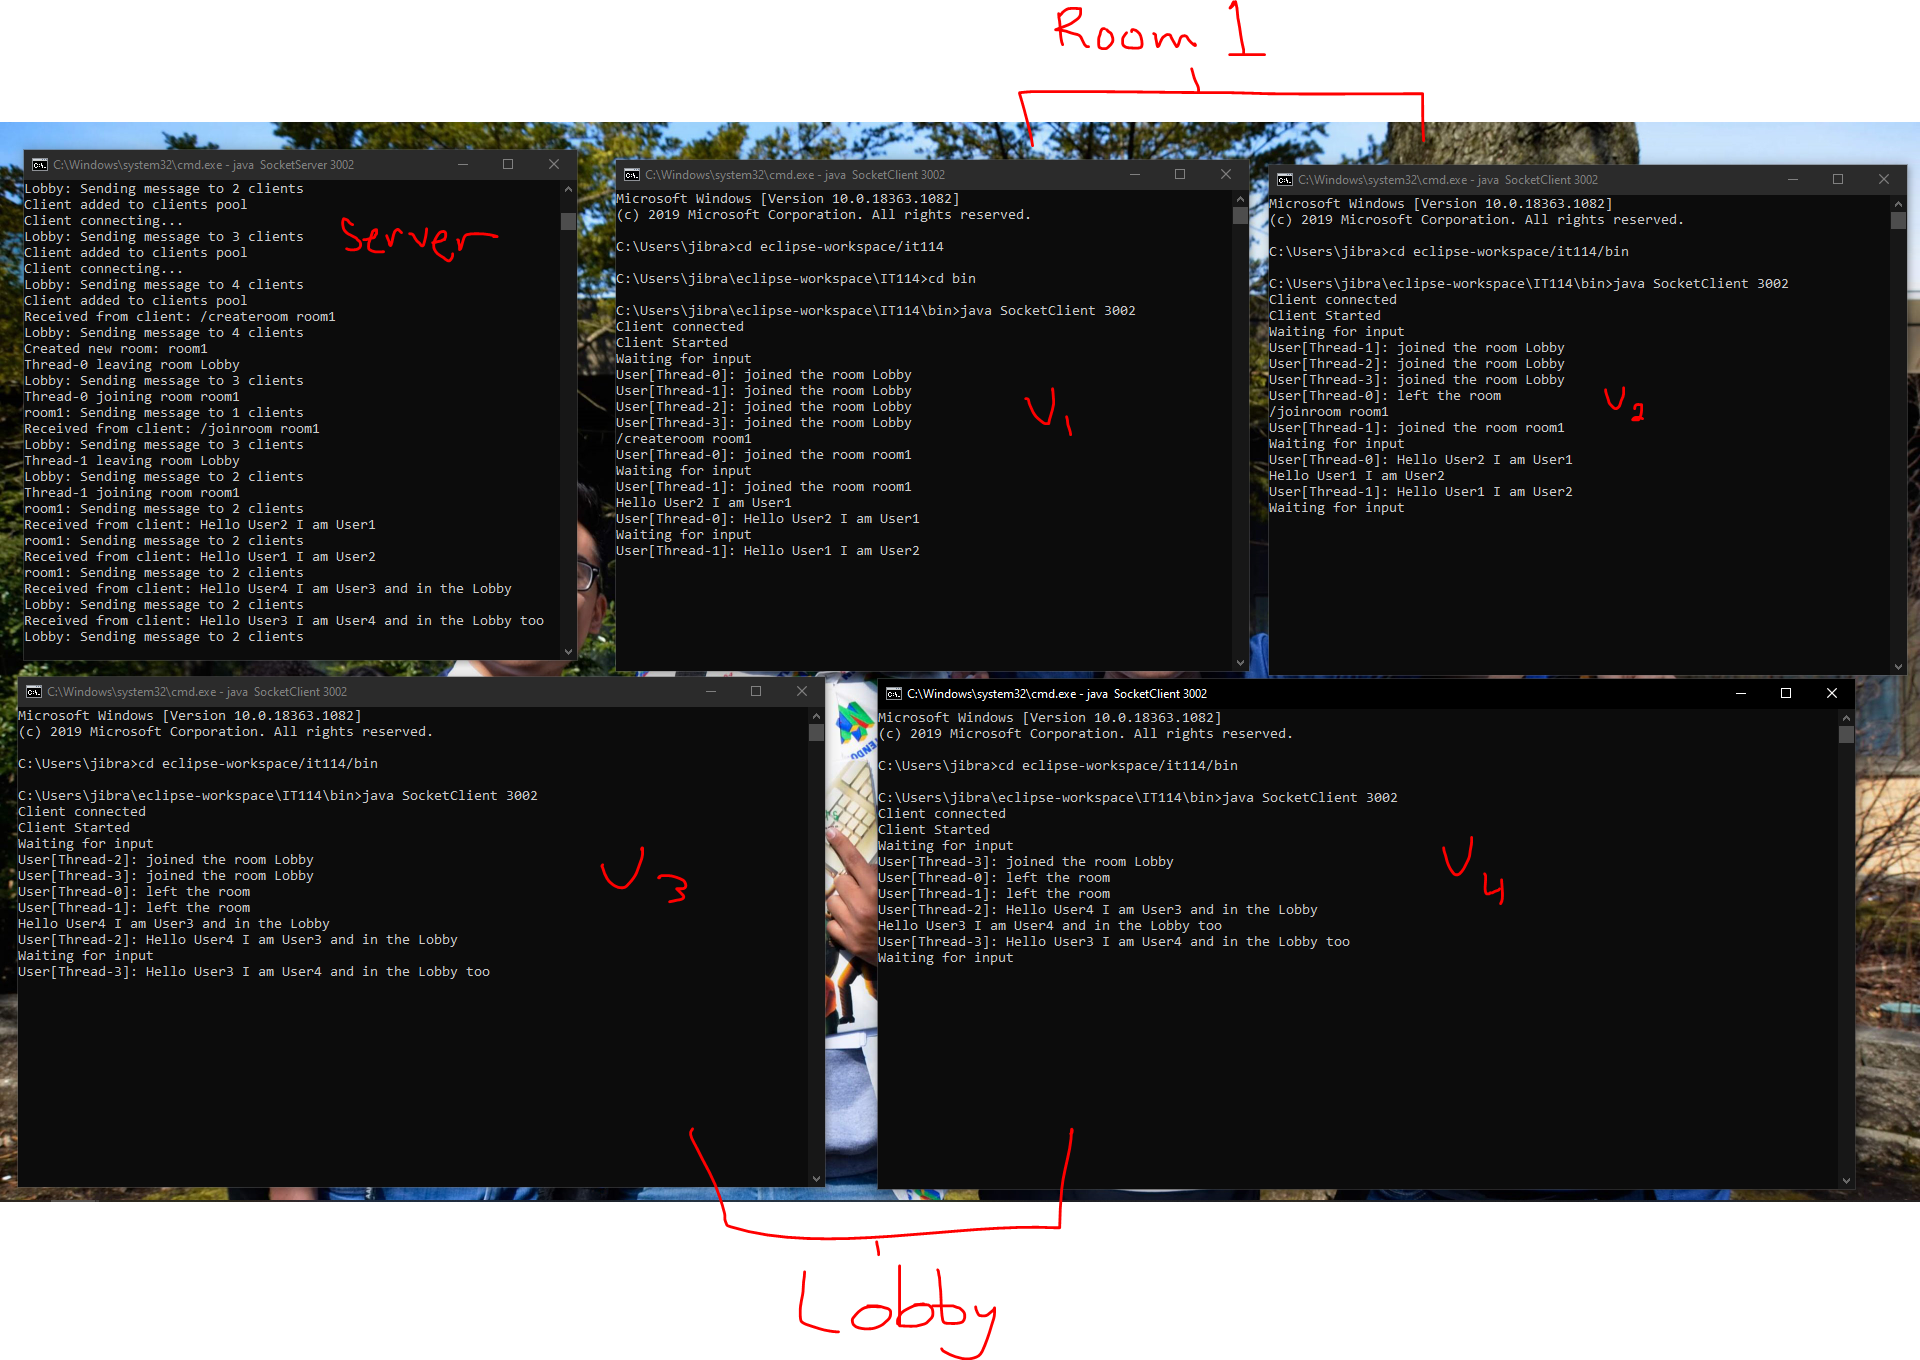 Room 1
C:\Windows\system32\cmd.exe - java  SocketServer 3002
Lobby: Sending message to 2 clients
Client added to clients pool
Client connecting...
Lobby: Sending message to 3 clients
Client added to clients pool
Client connecting...
Lobby: Sending message to 4 clients
Client added to clients pool
Received from client: /createroom room1
Lobby: Sending message to 4 clients
Created new room: room1
Thread-0 leaving room Lobby
Lobby: Sending message to 3 clients
Thread-0 joining room room1
room1: Sending message to 1 clients
Received from client: /joinroom room1
Lobby: Sending message to 3 clients
Thread-1 leaving room Lobby
Lobby: Sending message to 2 clients
Thread-1 joining room room1
room1: Sending message to 2 clients
Received from client: Hello User2 I am User1
room1: Sending message to 2 clients
Received from client: Hello User1 I am User2
room1: Sending message to 2 clients
Received from client: Hello User4 I am User3 and in the Lobby
Lobby: Sending message to 2 clients
Received from client: Hello User3 I am User4 and in the Lobby too
Lobby: Sending message to 2 clients
Server
C:\Windows\system32\cmd.exe - java  SocketClient 3002
Microsoft Windows [Version 10.0.18363.1082]
(c) 2019 Microsoft Corporation. All rights reserved.
C:\Users\jibra>cd eclipse-workspace/it114
C:\Users\jibra\eclipse-workspace\IT114>cd bin
C:\Users\jibra\eclipse-workspace\IT114\bin>java SocketClient 3002
Client connected
Client Started
Waiting for input
User[Thread-0]: joined the room Lobby
User[Thread-1]: joined the room Lobby
User[Thread-2]: joined the room Lobby
User[Thread-3]: joined the room Lobby
/createroom room1
User[Thread-0]: joined the room room1
Waiting for input
User[Thread-1]: joined the room room1
Hello User2 I am User1
User[Thread-0]: Hello User2 I am User1
Waiting for input
User[Thread-1]: Hello User1 I am User2
U1
C:\Windows\system32\cmd.exe - java  SocketClient 3002
Microsoft Windows [Version 10.0.18363.1082]
(c) 2019 Microsoft Corporation. All rights reserved.
C:\Users\jibra>cd eclipse-workspace/it114/bin
C:\Users\jibra\eclipse-workspace\IT114\bin>java SocketClient 3002
Client connected
Client Started
Waiting for input
User[Thread-1]: joined the room Lobby
User[Thread-2]: joined the room Lobby
User[Thread-3]: joined the room Lobby
User[Thread-0]: left the room
/joinroom room1
User[Thread-1]: joined the room room1
Waiting for input
User[Thread-0]: Hello User2 I am User1
Hello User1 I am User2
User[Thread-1]: Hello User1 I am User2
Waiting for input
U2
C:\Windows\system32\cmd.exe - java  SocketClient 3002
Microsoft Windows [Version 10.0.18363.1082]
(c) 2019 Microsoft Corporation. All rights reserved.
C:\Users\jibra>cd eclipse-workspace/it114/bin
C:\Users\jibra\eclipse-workspace\IT114\bin>java SocketClient 3002
Client connected
Client Started
Waiting for input
User[Thread-2]: joined the room Lobby
User[Thread-3]: joined the room Lobby
User[Thread-0]: left the room
User[Thread-1]: left the room
Hello User4 I am User3 and in the Lobby
User[Thread-2]: Hello User4 I am User3 and in the Lobby
Waiting for input
User[Thread-3]: Hello User3 I am User4 and in the Lobby too
U3
C:\Windows\system32\cmd.exe - java  SocketClient 3002
Microsoft Windows [Version 10.0.18363.1082]
(c) 2019 Microsoft Corporation. All rights reserved.
C:\Users\jibra>cd eclipse-workspace/it114/bin
C:\Users\jibra\eclipse-workspace\IT114\bin>java SocketClient 3002
Client connected
Client Started
Waiting for input
User[Thread-3]: joined the room Lobby
User[Thread-0]: left the room
User[Thread-1]: left the room
User[Thread-2]: Hello User4 I am User3 and in the Lobby
Hello User3 I am User4 and in the Lobby too
User[Thread-3]: Hello User3 I am User4 and in the Lobby too
Waiting for input
U4
Lobby